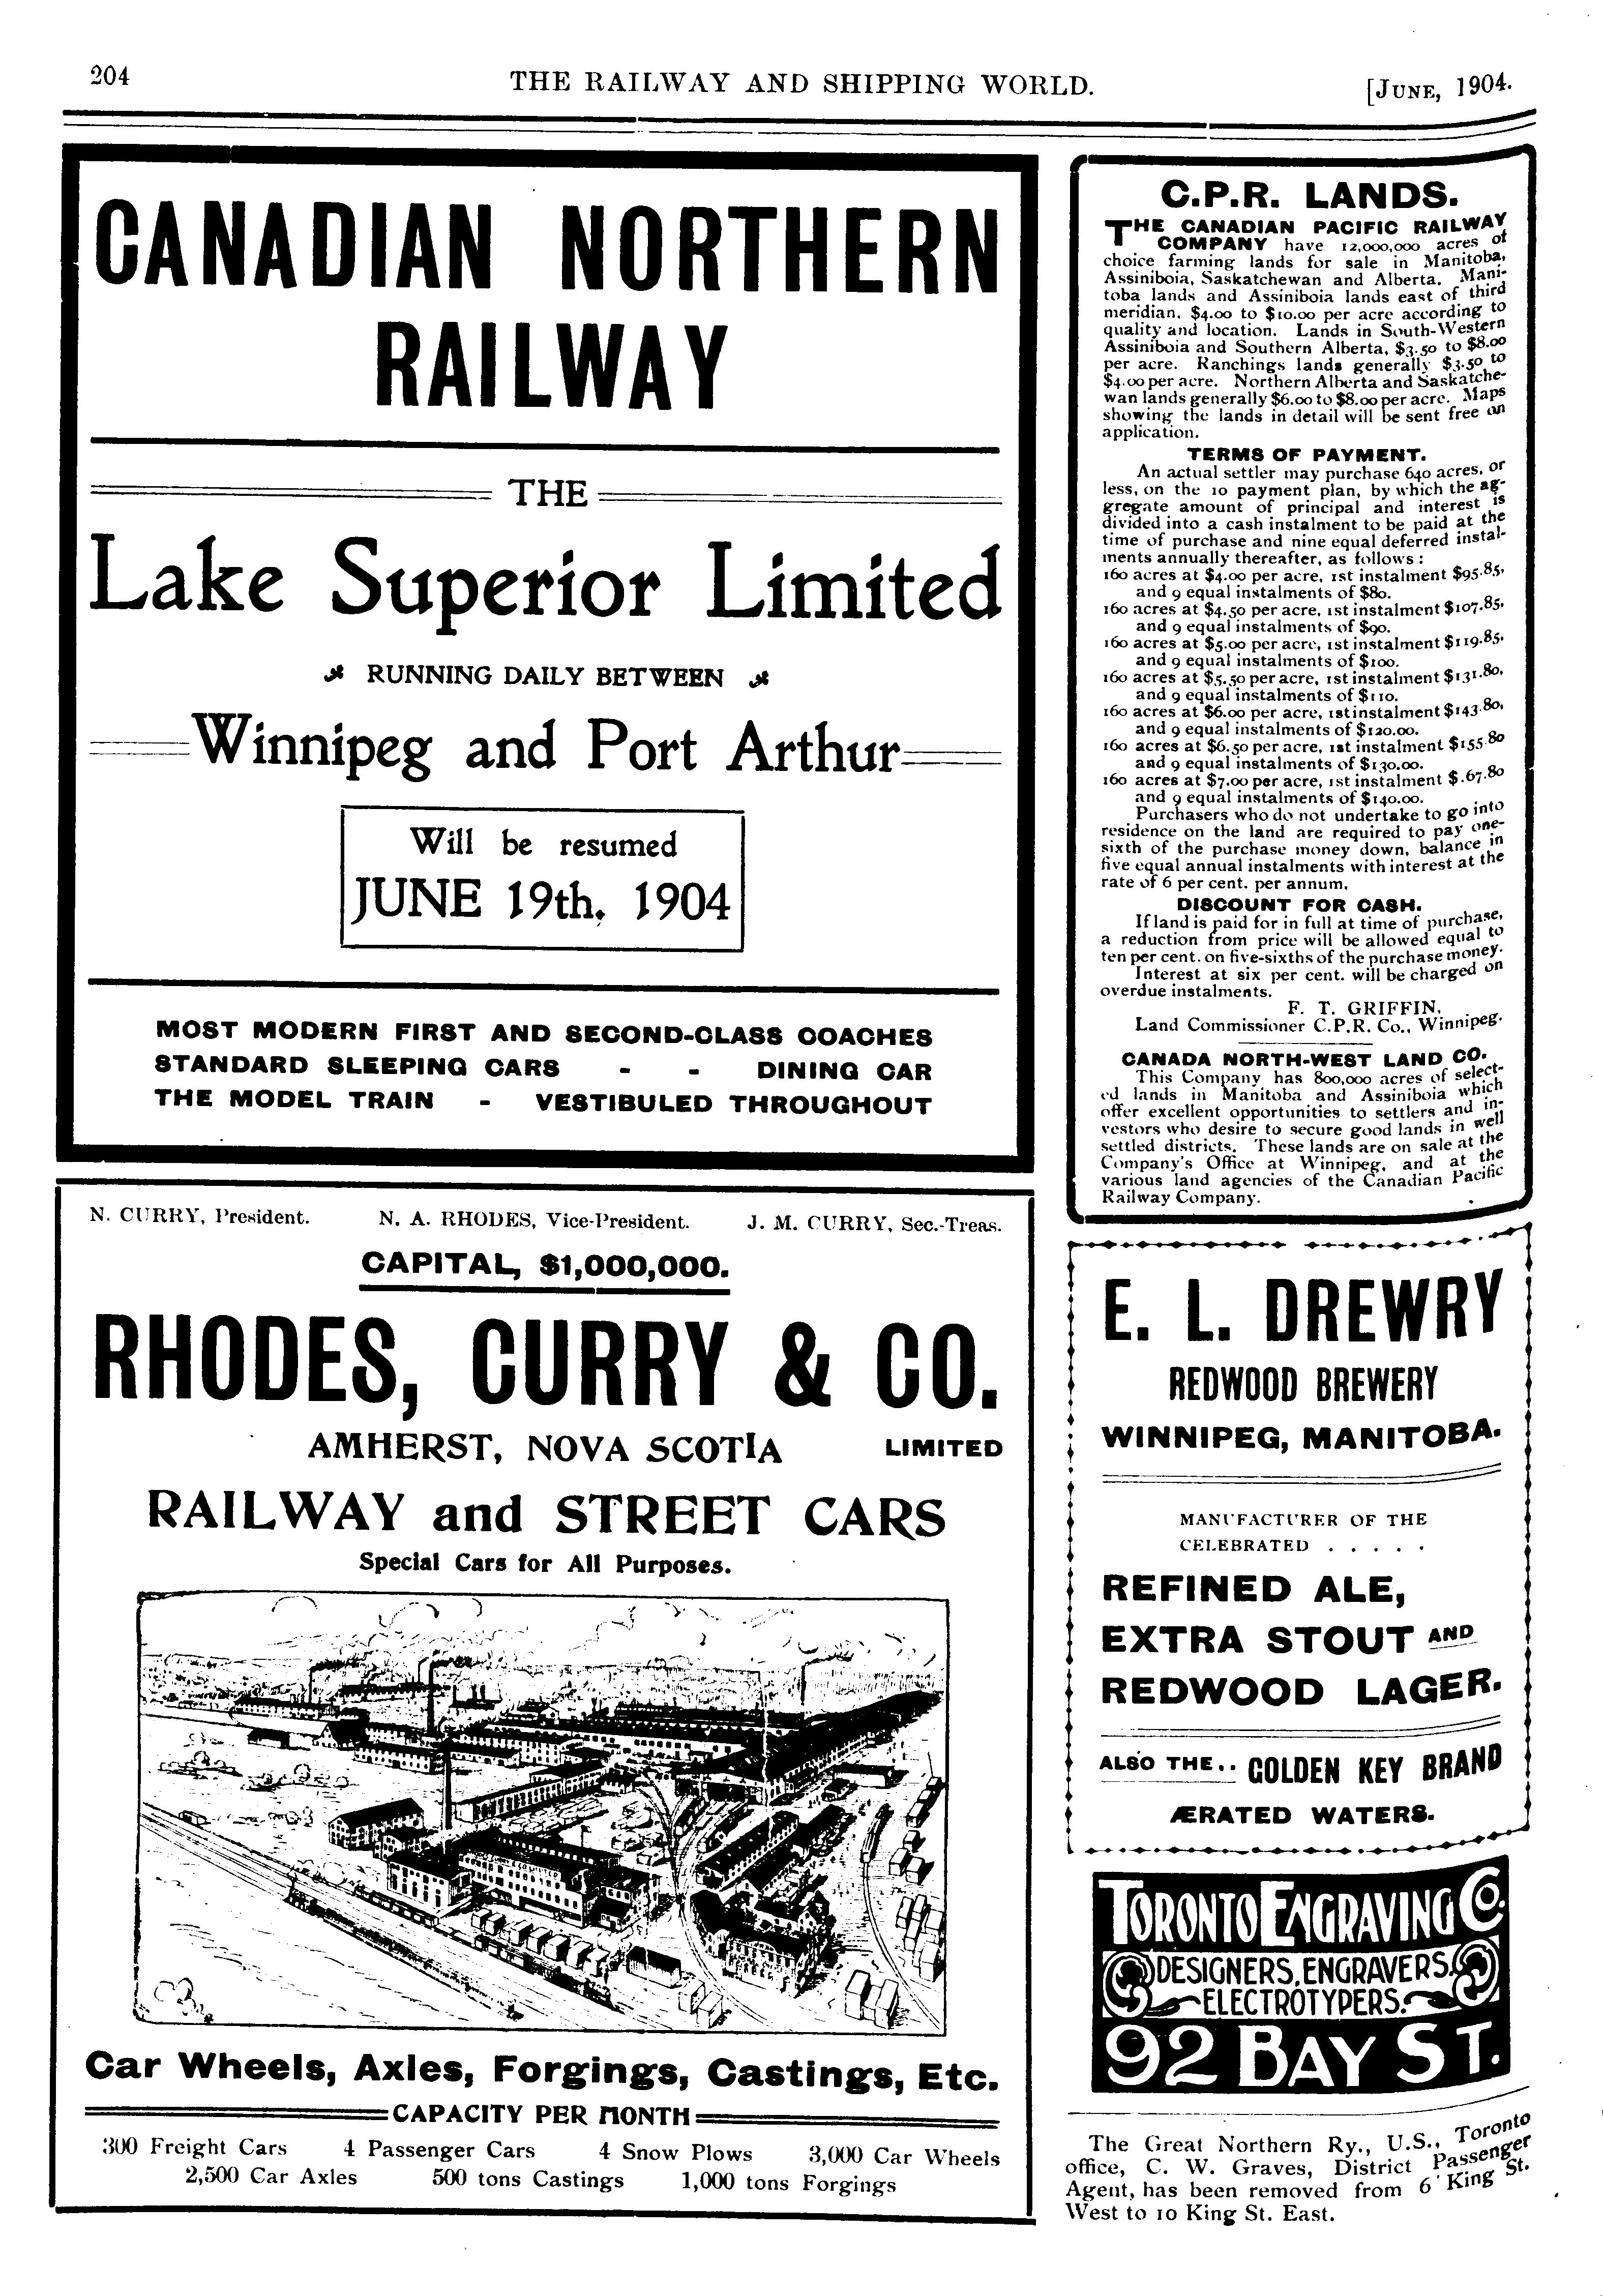 204
THE RAILWAY AND SHIPPING WORLD.
[JUNE, 1904.
CANADIAN NORTHERN
RAILWAY
THE
Lake Superior Limited
RUNNING DAILY BETWEEN
Winnipeg and Port Arthur
Will be resumed
JUNE 19th, 1904
MOST MODERN FIRST AND SECOND-CLASS COACHES
STANDARD SLEEPING CARS - - DINING CAR
THE MODEL TRAIN - VESTIBULED THROUGHOUT
N. CURRY, President. N. A. RHODES, Vice-President. J. M. CURRY, Sec.-Treas.
CAPITAL, $1,000,000.
RHODES, CURRY & CO.
AMHERST, NOVA SCOTIA LIMITED
RAILWAY and STREET CARS
Special Cars for All Purposes.
Car Wheels, Axles, Forgings, Castings, Etc.
CAPACITY PER MONTH
300 Freight Cars 4 Passenger Cars 4 Snow Plows 3,000 Car Wheels
2,500 Car Axles 500 tons Castings 1,000 tons Forgings
C.P.R. LANDS.
THE CANADIAN PACIFIC RAILWAY
COMPANY have 12,000,000 acres of
choice farming lands for sale in Manitoba,
Assiniboia, Saskatchewan and Alberta. Mani-
toba lands and Assiniboia lands east of third
meridian, $4.00 to $10.00 per acre according to
quality and location. Lands in South-Western
Assiniboia and Southern Alberta, $3.50 to $8.00
per acre. Ranchings lands generally $3.50 to
$4.00 per acre. Northern Alberta and Saskatche-
wan lands generally $6.00 to $8.00 per acre. Maps
showing the lands in detail will be sent free on
application.
TERMS OF PAYMENT.
An actual settler may purchase 640 acres, or
less, on the 10 payment plan, by which the ag-
gregate amount of principal and interest is
divided into a cash instalment to be paid at the
time of purchase and nine equal deferred instal-
ments annually thereafter, as follows:
160 acres at $4.00 per acre, 1st instalment $95.85,
and 9 equal instalments of $80.
160 acres at $4.50 per acre, 1st instalment $107.85,
and 9 equal instalments of $90.
160 acres at $5.00 per acre, 1st instalment $119.85,
and 9 equal instalments of $100.
160 acres at $5.50 per acre, 1st instalment $131.80,
and 9 equal instalments of $110.
160 acres at $6.00 per acre, 1st instalment $143.80,
and 9 equal instalments of $120.00.
160 acres at $6.50 per acre, 1st instalment $155.80
and 9 equal instalments of $130.00.
160 acres at $7.00 per acre, 1st instalment $.67.80
and 9 equal instalments of $140.00.
Purchasers who do not undertake to go into
residence on the land are required to pay one-
sixth of the purchase money down, balance in
five equal annual instalments with interest at the
rate of 6 per cent. per annum.
DISCOUNT FOR CASH.
If land is paid for in full at time of purchase,
a reduction from price will be allowed equal to
ten per cent. on five-sixths of the purchase money.
Interest at six per cent. will be charged on
overdue instalments.
F. T. GRIFFIN,
Land Commissioner C.P.R. Co., Winnipeg.
CANADA NORTH-WEST LAND CO.
This Company has 800,000 acres of select-
ed lands in Manitoba and Assiniboia which
offer excellent opportunities to settlers and in-
vestors who desire to secure good lands in well
settled districts. These lands are on sale at the
Company's Office at Winnipeg, and at the
various land agencies of the Canadian Pacific
Railway Company.
E. L. DREWRY
REDWOOD BREWERY
WINNIPEG, MANITOBA.
MANUFACTURER OF THE
CELEBRATED . . . . .
REFINED ALE,
EXTRA STOUT AND
REDWOOD LAGER.
ALSO THE.. GOLDEN KEY BRAND
ÆRATED WATERS.
TORONTO ENGRAVING CO.
DESIGNERS, ENGRAVERS,
ELECTROTYPERS.
92 BAY ST.
The Great Northern Ry., U.S., Toronto
office, C. W. Graves, District Passenger
Agent, has been removed from 6 King St.
West to 10 King St. East.